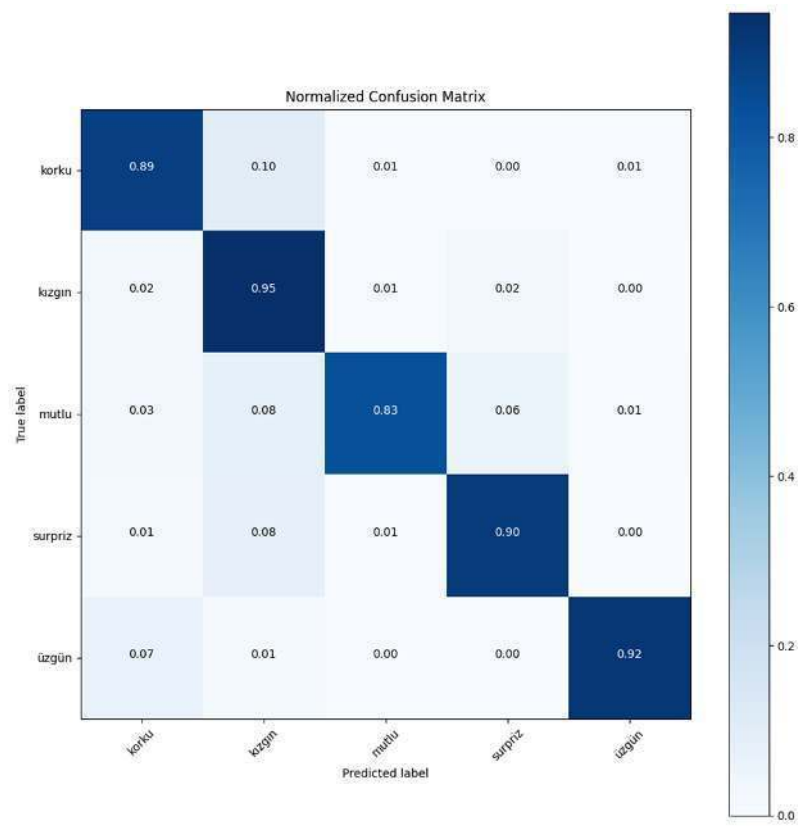 Normalized Confusion Matrix
True label
korku 0.89 0.10 0.01 0.00 0.01
kızgın 0.02 0.95 0.01 0.02 0.00
mutlu 0.03 0.08 0.83 0.06 0.01
surpriz 0.01 0.08 0.01 0.90 0.00
üzgün 0.07 0.01 0.00 0.00 0.92
korku kızgın mutlu surpriz üzgün
Predicted label
0.8
0.6
0.4
0.2
0.0